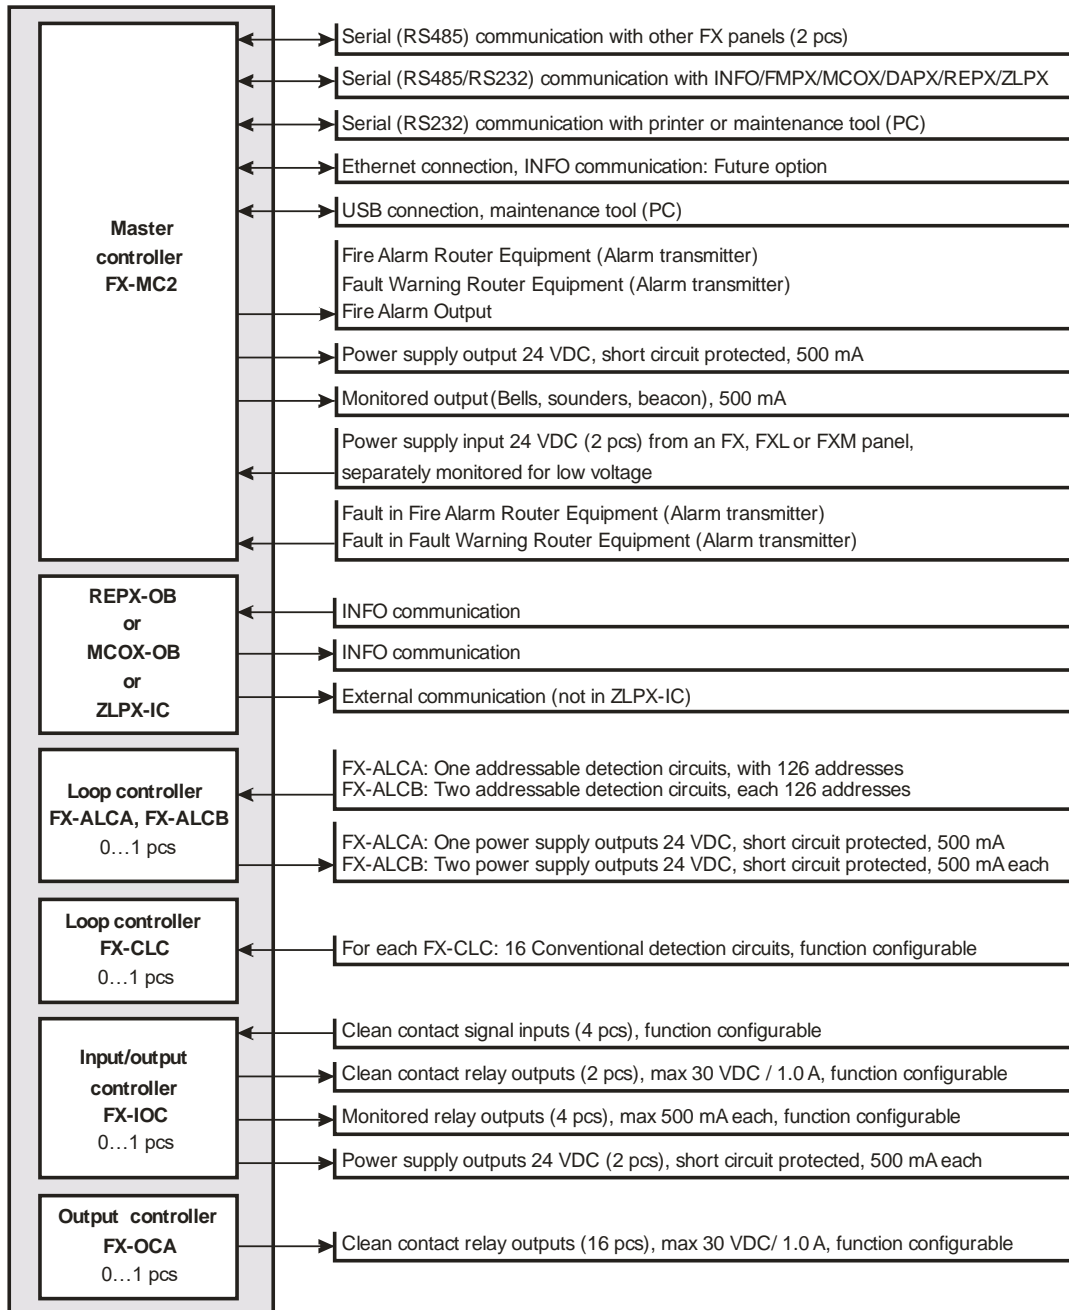 Master
controller
FX-MC2
Serial (RS485) communication with other FX panels (2 pcs)
Serial (RS485/RS232) communication with INFO/FMPX/MCOX/DAPX/REPX/ZLPX
Serial (RS232) communication with printer or maintenance tool (PC)
Ethernet connection, INFO communication: Future option
USB connection, maintenance tool (PC)
Fire Alarm Router Equipment (Alarm transmitter)
Fault Warning Router Equipment (Alarm transmitter)
Fire Alarm Output
Power supply output 24 VDC, short circuit protected, 500 mA
Monitored output (Bells, sounders, beacon), 500 mA
Power supply input 24 VDC (2 pcs) from an FX, FXL or FXM panel,
separately monitored for low voltage
Fault in Fire Alarm Router Equipment (Alarm transmitter)
Fault in Fault Warning Router Equipment (Alarm transmitter)
REPX-OB
or
MCOX-OB
or
ZLPX-IC
INFO communication
INFO communication
External communication (not in ZLPX-IC)
Loop controller
FX-ALCA, FX-ALCB
0…1 pcs
FX-ALCA: One addressable detection circuits, with 126 addresses
FX-ALCB: Two addressable detection circuits, each 126 addresses
FX-ALCA: One power supply outputs 24 VDC, short circuit protected, 500 mA
FX-ALCB: Two power supply outputs 24 VDC, short circuit protected, 500 mA each
Loop controller
FX-CLC
0…1 pcs
For each FX-CLC: 16 Conventional detection circuits, function configurable
Input/output
controller
FX-IOC
0…1 pcs
Clean contact signal inputs (4 pcs), function configurable
Clean contact relay outputs (2 pcs), max 30 VDC / 1.0 A, function configurable
Monitored relay outputs (4 pcs), max 500 mA each, function configurable
Power supply outputs 24 VDC (2 pcs), short circuit protected, 500 mA each
Output controller
FX-OCA
0…1 pcs
Clean contact relay outputs (16 pcs), max 30 VDC/ 1.0 A, function configurable